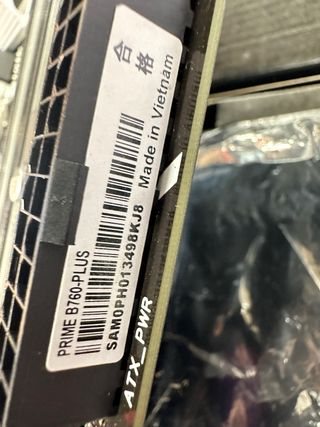 PRIME B760-PLUS
SAM0PH013498KJ8
Made in Vietnam
合格
ATX_PWR